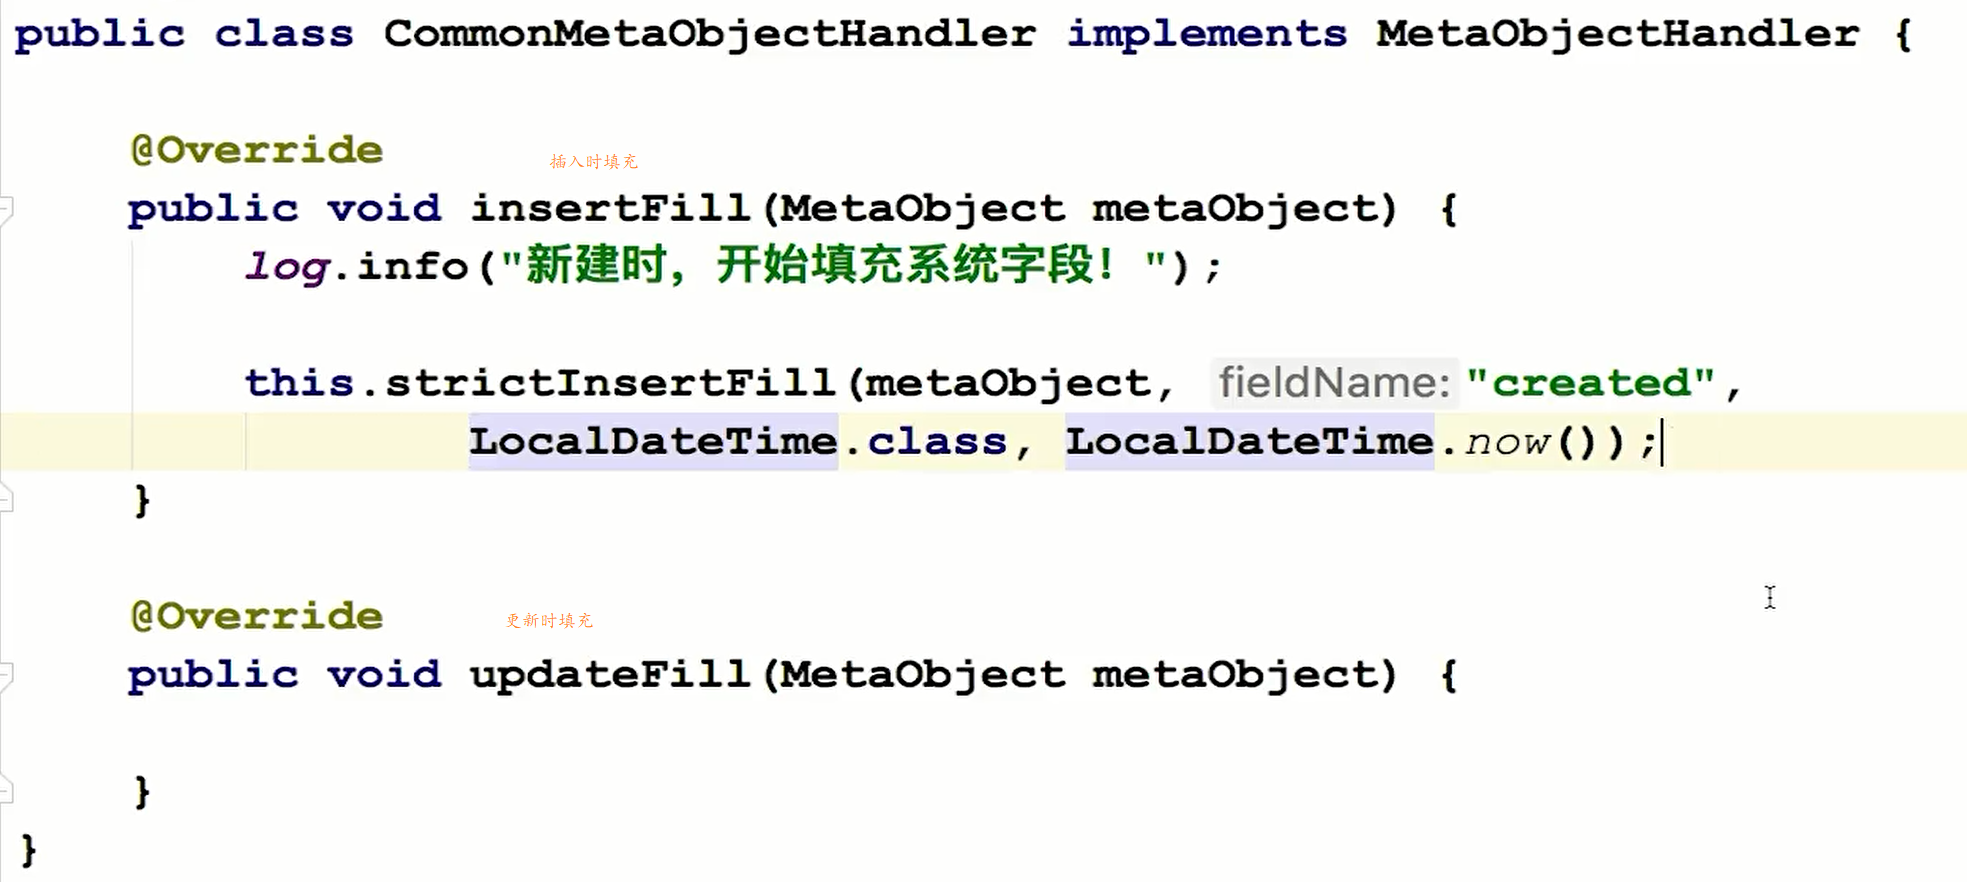 public class CommonMetaObjectHandler implements MetaObjectHandler {
@Override
插入时填充
public void insertFill(MetaObject metaObject) {
log.info("新建时，开始填充系统字段！");
this.strictInsertFill(metaObject, fieldName: "created",
LocalDateTime.class, LocalDateTime.now());
}
@Override
更新时填充
public void updateFill(MetaObject metaObject) {
}
}